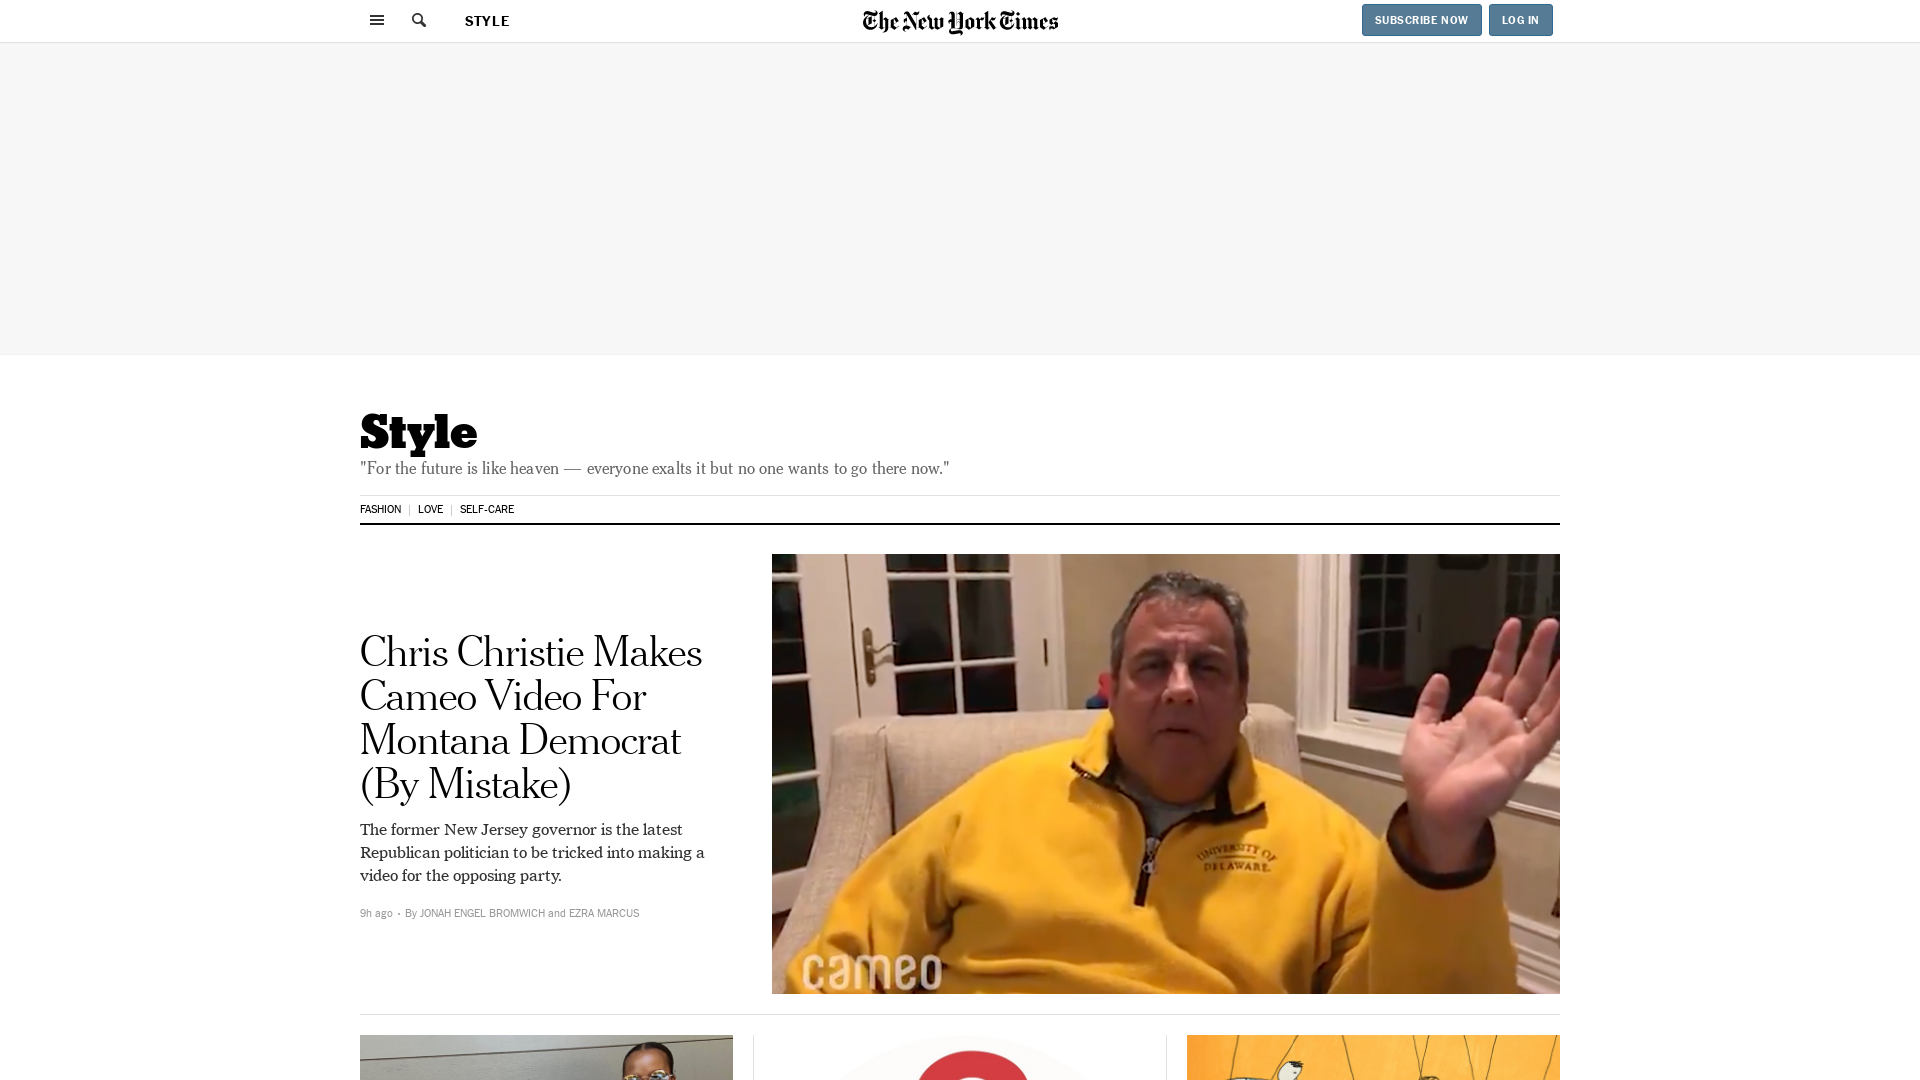 STYLE
The New York Times
SUBSCRIBE NOW
LOG IN
Style
"For the future is like heaven — everyone exalts it but no one wants to go there now."
FASHION
LOVE
SELF-CARE
Chris Christie Makes
Cameo Video For
Montana Democrat
(By Mistake)
The former New Jersey governor is the latest
Republican politician to be tricked into making a
video for the opposing party.
9h ago • By JONAH ENGEL BROMWICH and EZRA MARCUS
UNIVERSITY OF
DELAWARE.
cameo